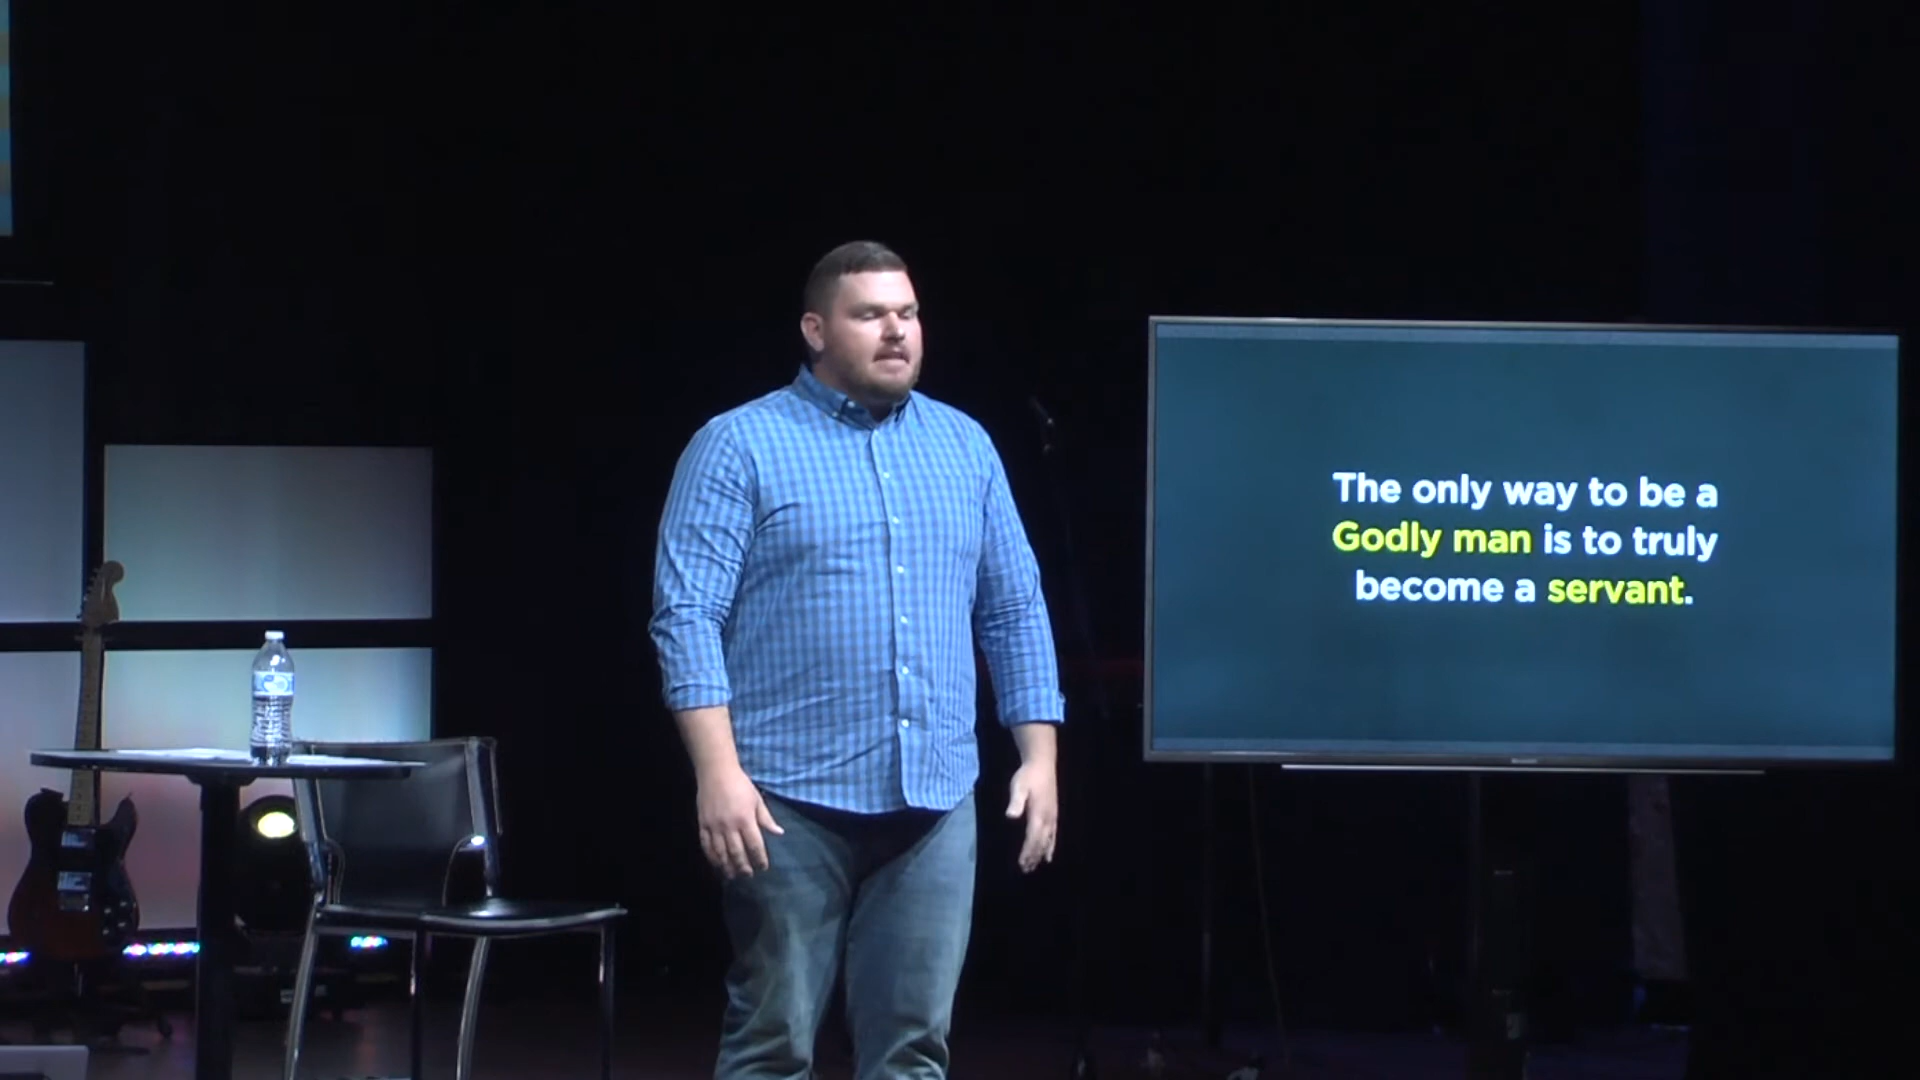 The only way to be a
Godly man is to truly
become a servant.